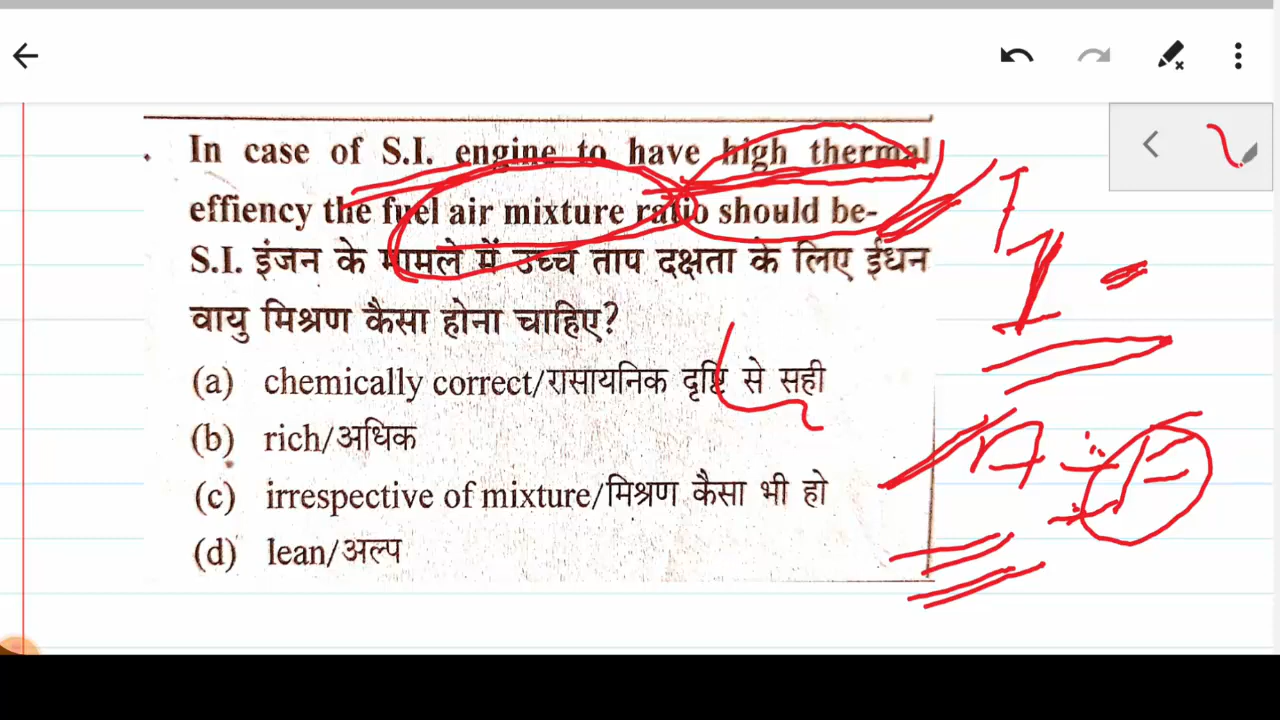 In case of S.I. engine to have high thermal
effiency the fuel air mixture ratio should be-
S.I. इंजन के मामले में उच्च ताप दक्षता के लिए ईंधन
वायु मिश्रण कैसा होना चाहिए?
(a) chemically correct/रासायनिक दृष्टि से सही
(b) rich/अधिक
(c) irrespective of mixture/मिश्रण कैसा भी हो
(d) lean/अल्प